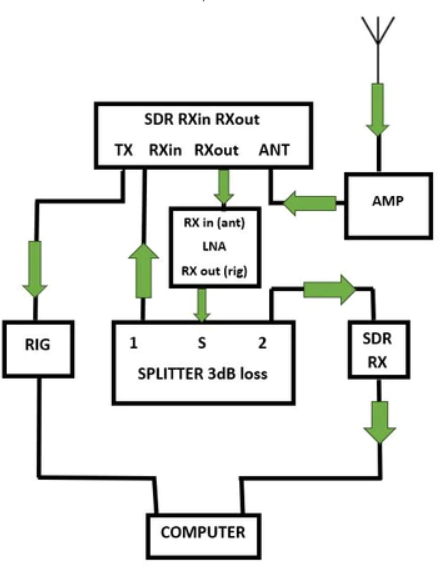 SDR RXin RXout
TX RXin RXout ANT
AMP
RX in (ant)
LNA
RX out (rig)
RIG
1 S 2
SPLITTER 3dB loss
SDR
RX
COMPUTER